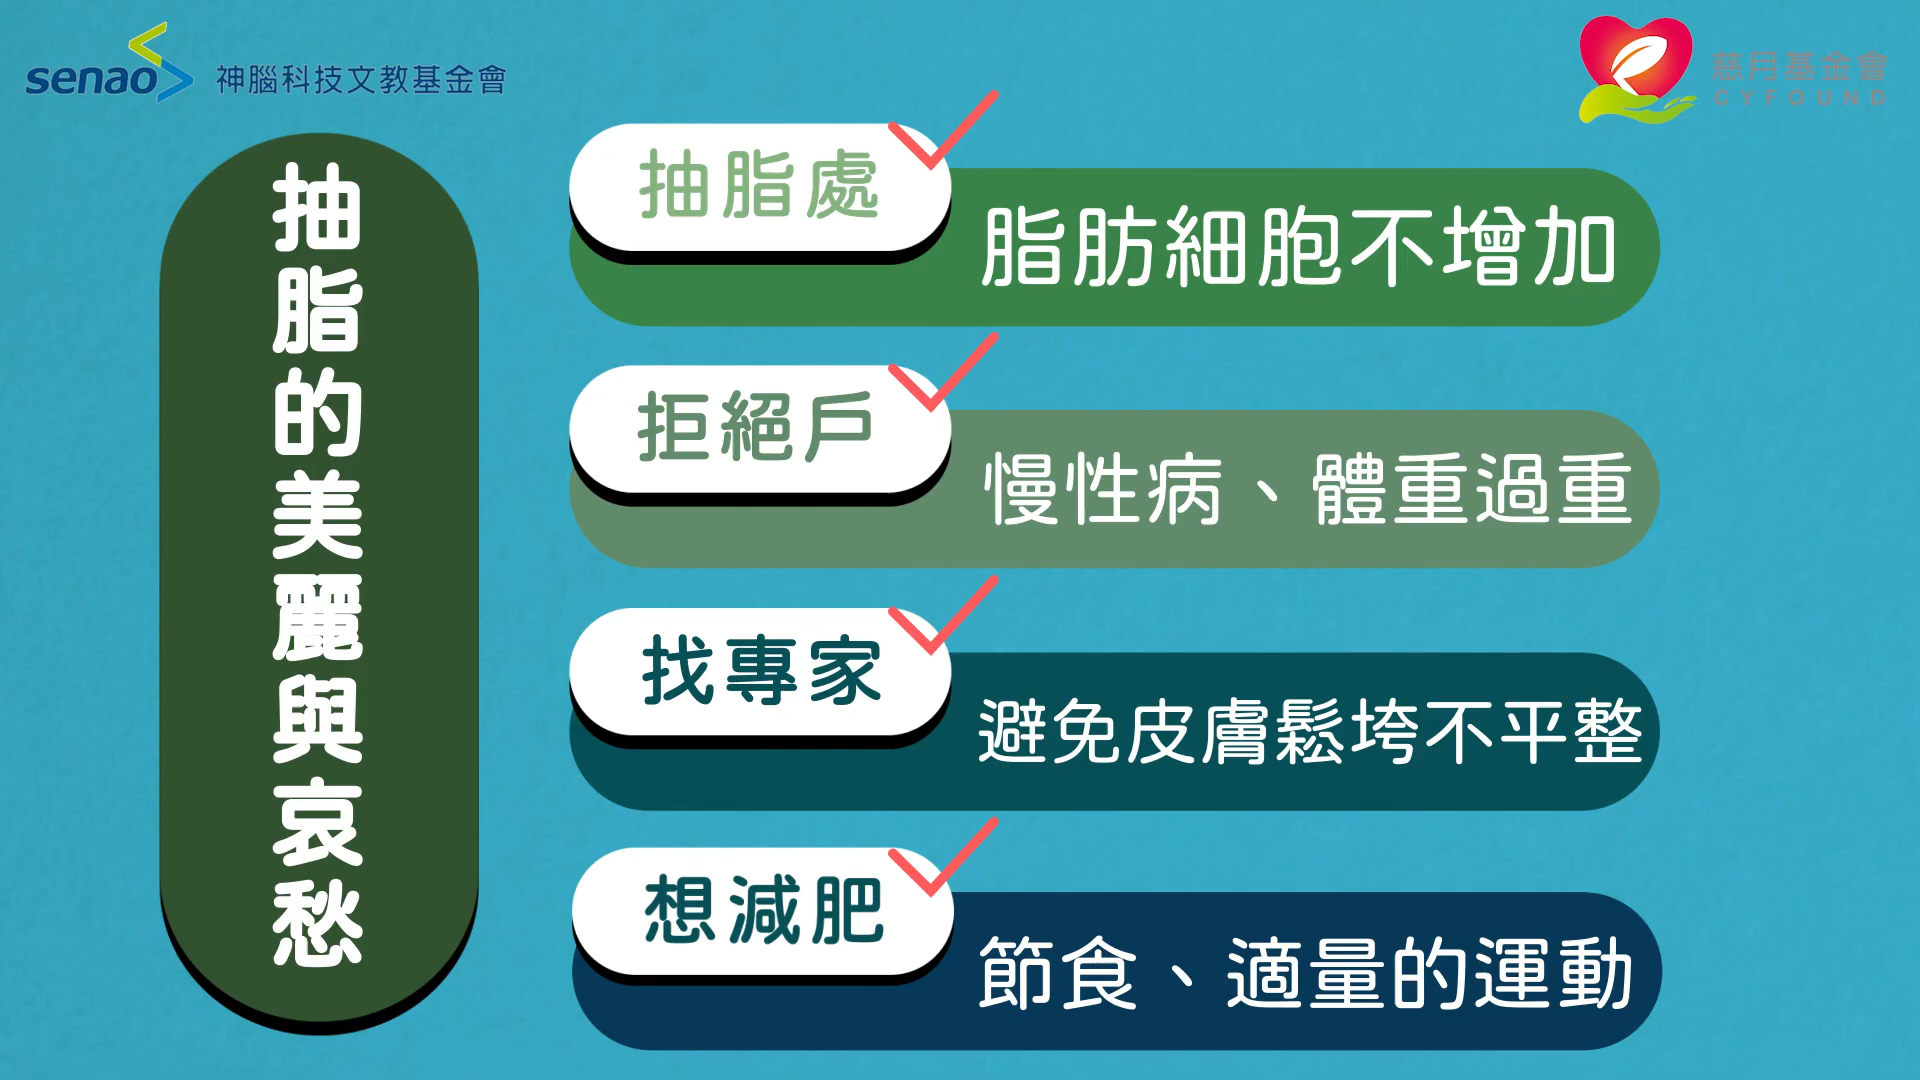 senao 神腦科技文教基金會
慈月基金會
CYFOUND
抽脂的美麗與哀愁
抽脂處
脂肪細胞不增加
拒絕戶
慢性病、體重過重
找專家
避免皮膚鬆垮不平整
想減肥
節食、適量的運動